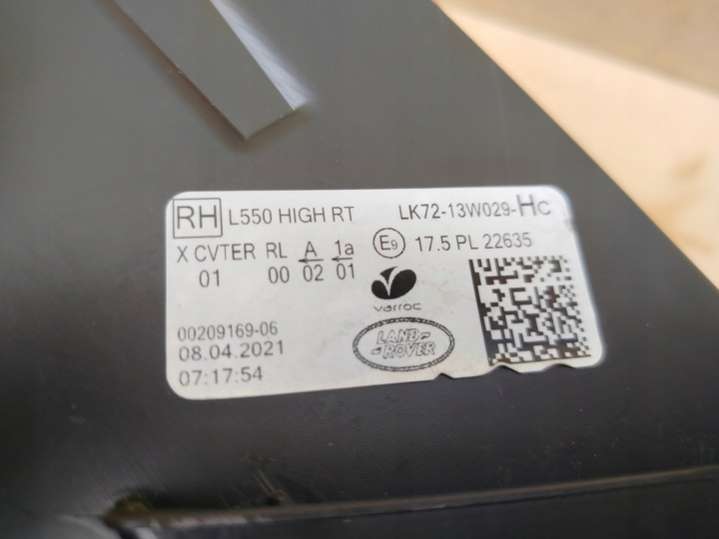 RH L550 HIGH RT LK72-13W029-Hc
X CVTER RL A 1a E9 17.5 PL 22635
01 00 02 01
varroc
00209169-06
LAND
ROVER
08.04.2021
07:17:54